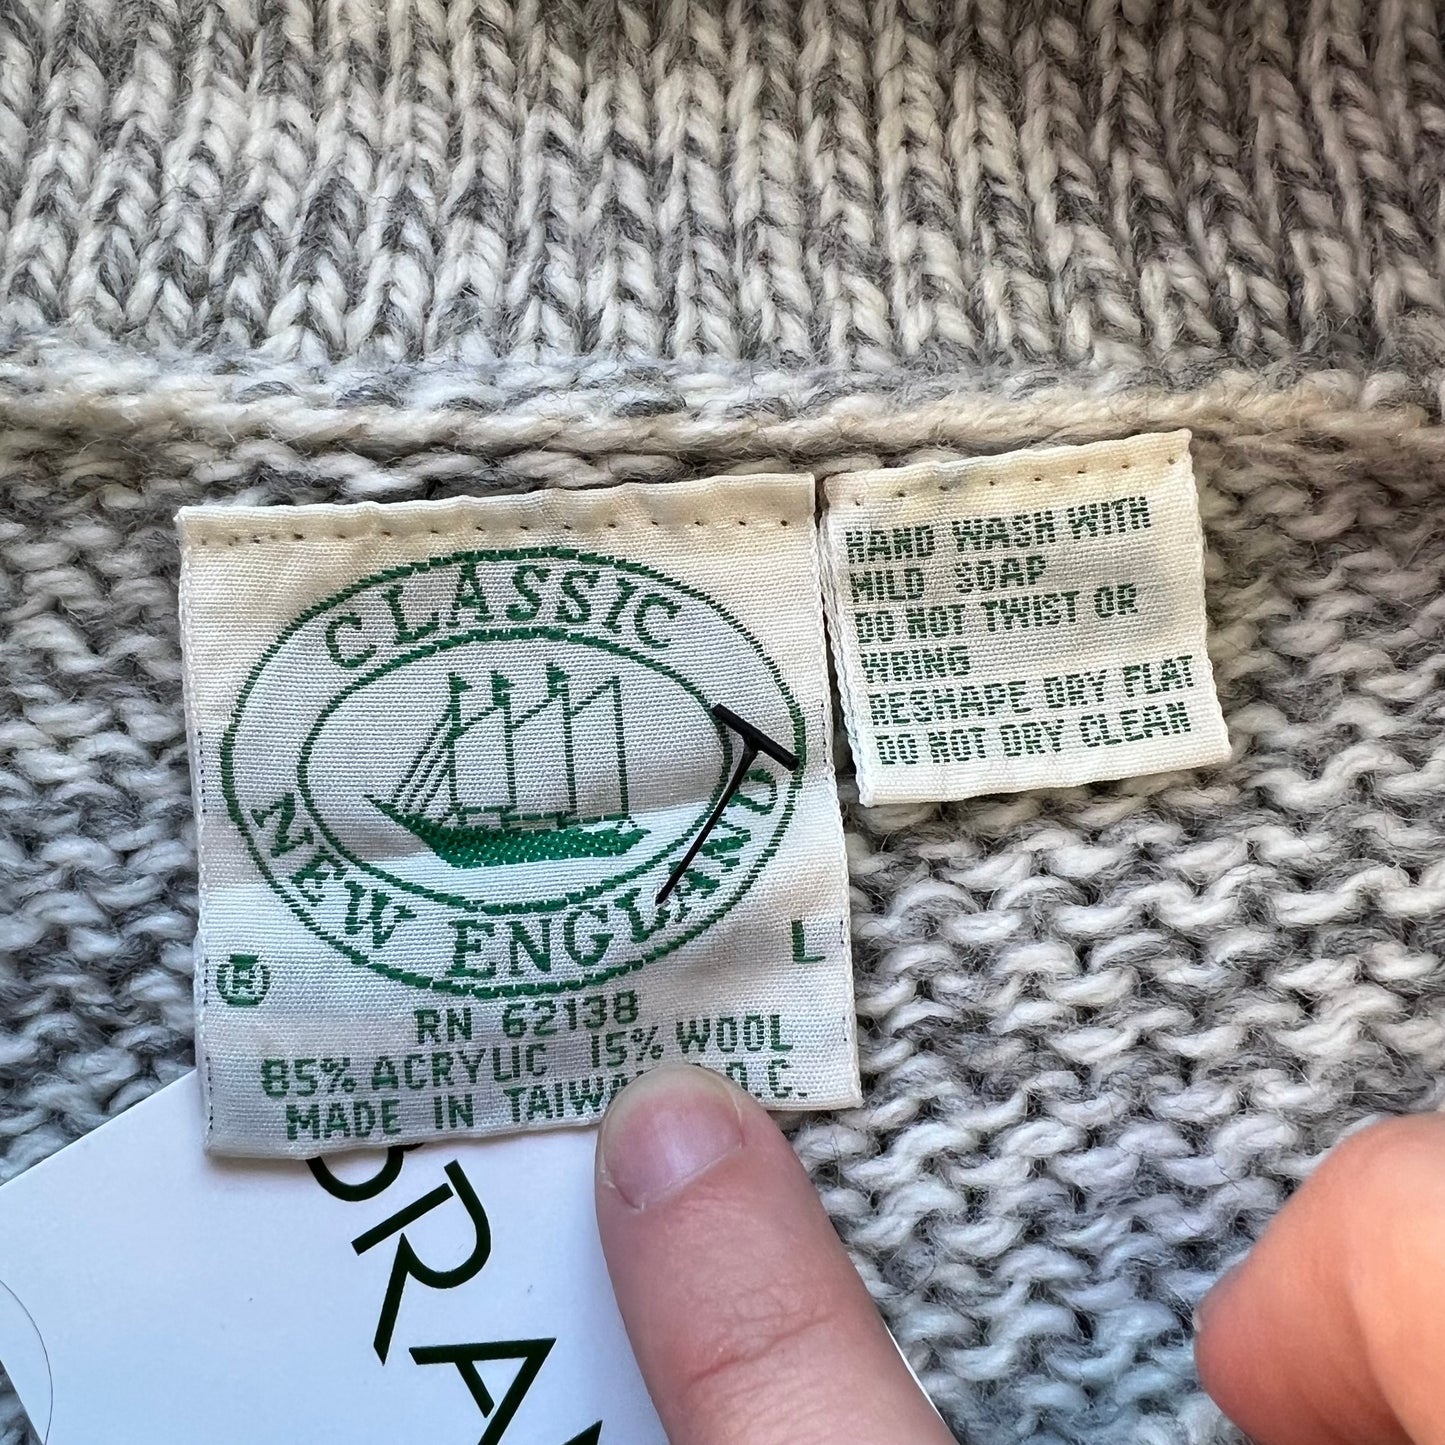 CLASSIC
NEW ENGLAND
® L
RN 62138
85% ACRYLIC 15% WOOL
MADE IN TAIWA
HAND WASH WITH
MILD SOAP
DO NOT TWIST OR
WRING
RESHAPE DRY FLAT
DO NOT DRY CLEAN